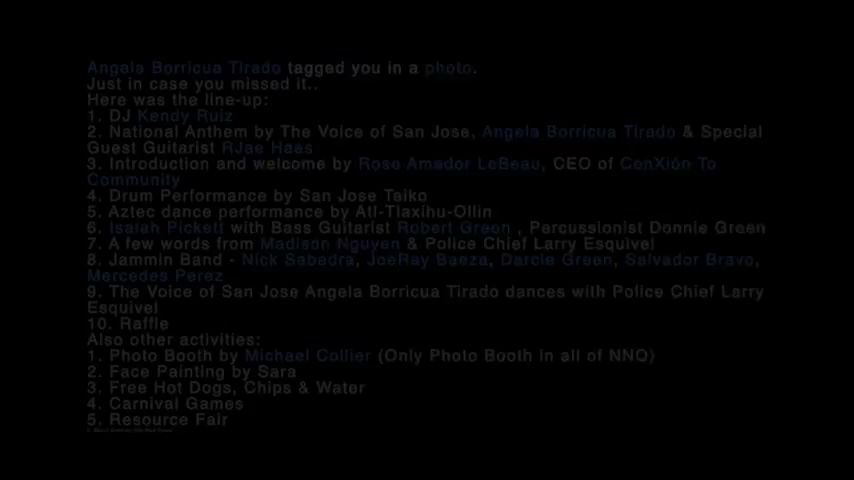 Angela Borricua Tirado tagged you in a photo.
Just in case you missed it..
Here was the line-up:
1. DJ Kendy Ruiz
2. National Anthem by The Voice of San Jose, Angela Borricua Tirado & Special
Guest Guitarist RJae Haas
3. Introduction and welcome by Rose Amador LeBeau, CEO of ConXión To
Community
4. Drum Performance by San Jose Taiko
5. Aztec dance performance by Atl-Tlaxihu-Ollin
6. Isaiah Pickett with Bass Guitarist Robert Green , Percussionist Donnie Green
7. A few words from Madison Nguyen & Police Chief Larry Esquivel
8. Jammin Band - Nick Sabedra, JoeRay Baeza, Darcie Green, Salvador Bravo,
Mercedes Perez
9. The Voice of San Jose Angela Borricua Tirado dances with Police Chief Larry
Esquivel
10. Raffle
Also other activities:
1. Photo Booth by Michael Collier (Only Photo Booth in all of NNO)
2. Face Painting by Sara
3. Free Hot Dogs, Chips & Water
4. Carnival Games
5. Resource Fair